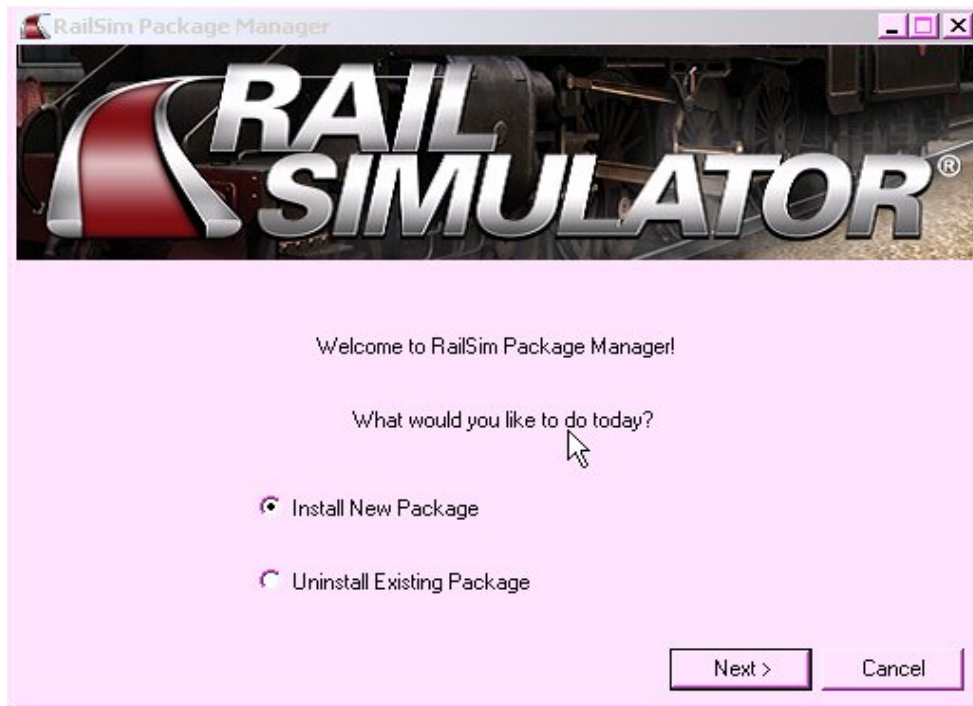 RailSim Package Manager
RAIL
SIMULATOR®
Welcome to RailSim Package Manager!
What would you like to do today?
Install New Package
Uninstall Existing Package
Next >
Cancel